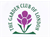 THE GARDEN CLUB OF LONDON